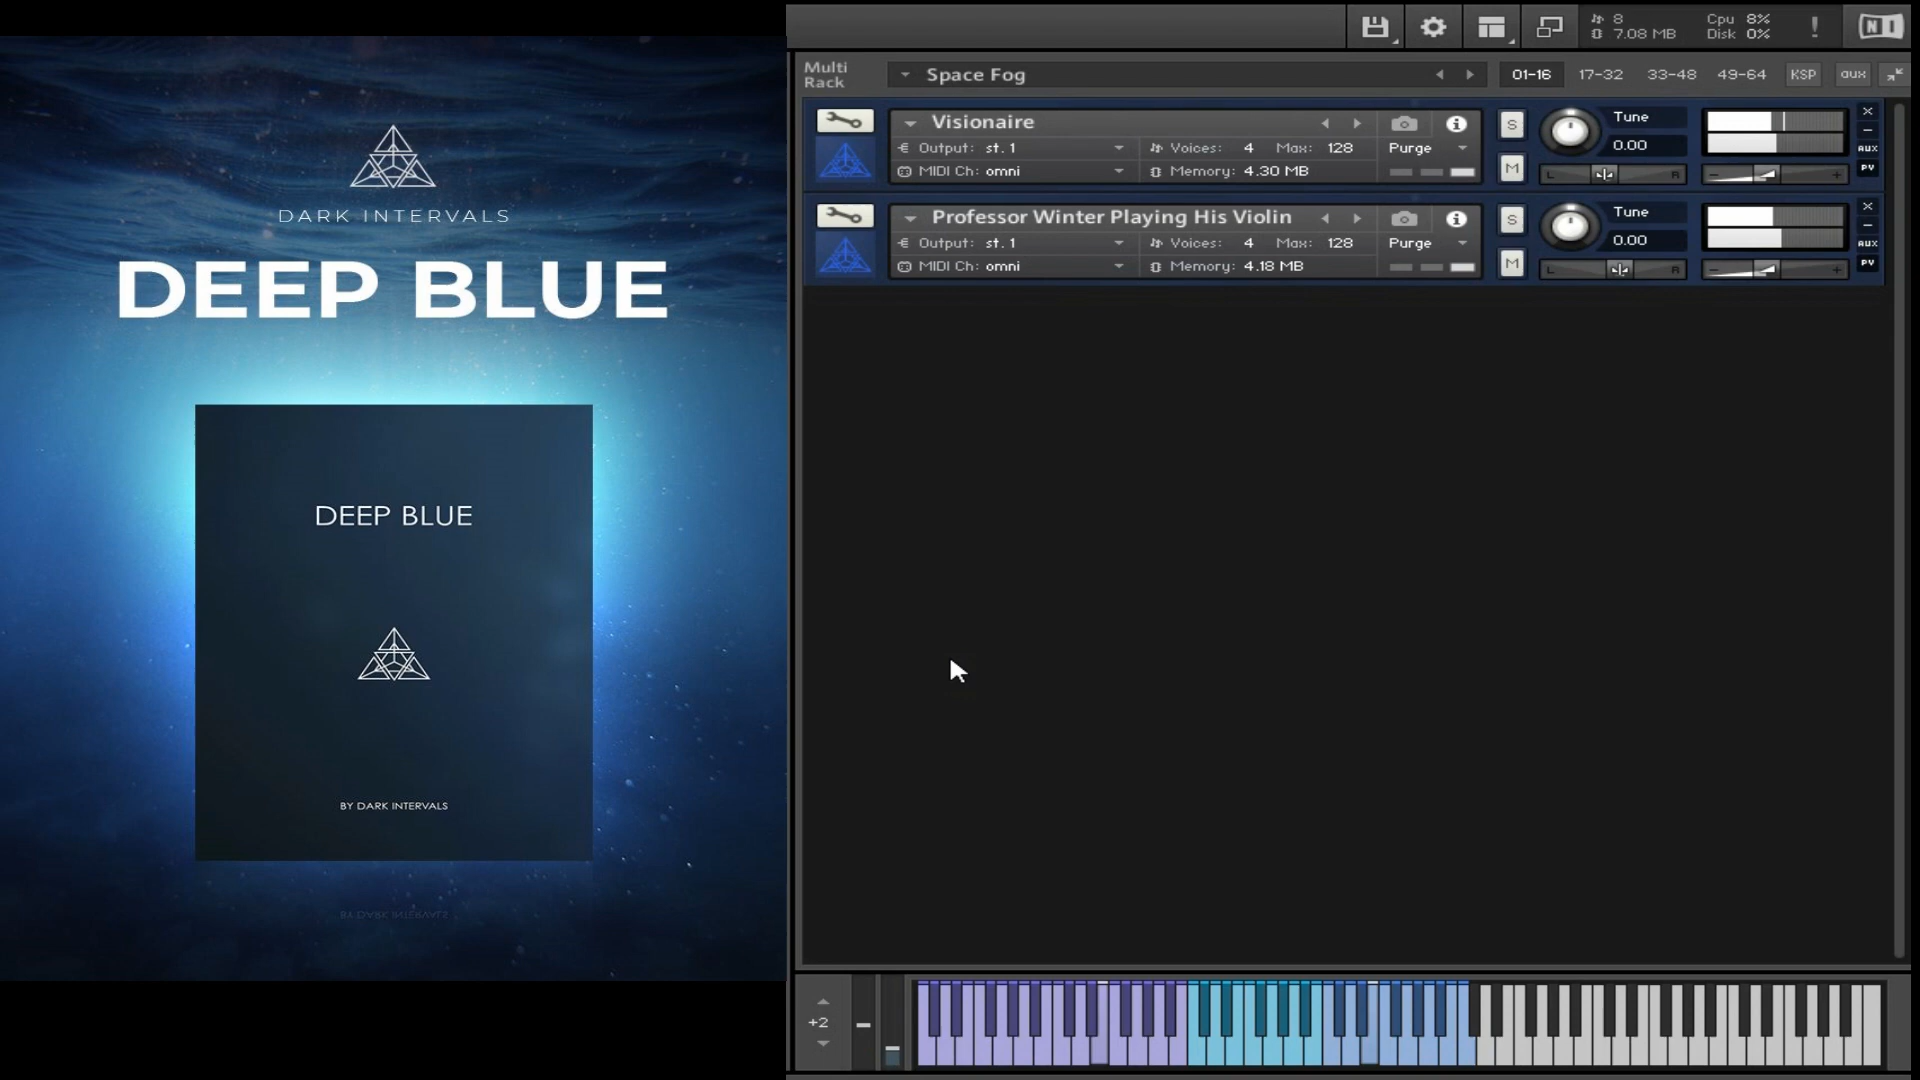 DARK INTERVALS
DEEP BLUE
DEEP BLUE
BY DARK INTERVALS
BY DARK INTERVALS
8
7.08 MB
Cpu 8%
Disk 0%
!
NI
Multi
Rack
Space Fog
01-16
17-32
33-48
49-64
KSP
aux
Visionaire
Output: st. 1
Voices: 4 Max: 128
Purge
MIDI Ch: omni
Memory: 4.30 MB
S
M
Tune
0.00
L
R
- +
×
-
AUX
PV
Professor Winter Playing His Violin
Output: st. 1
Voices: 4 Max: 128
Purge
MIDI Ch: omni
Memory: 4.18 MB
S
M
Tune
0.00
L
R
- +
×
-
AUX
PV
+2